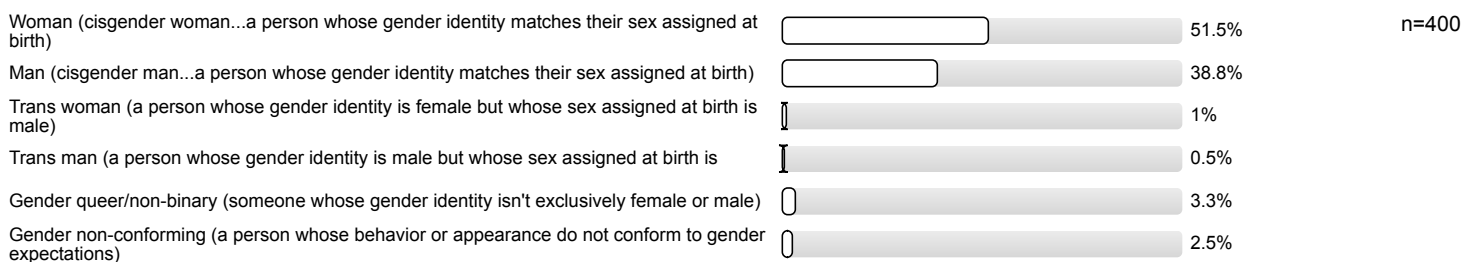 Woman (cisgender woman...a person whose gender identity matches their sex assigned at
birth)
51.5%
n=400
Man (cisgender man...a person whose gender identity matches their sex assigned at birth)
38.8%
Trans woman (a person whose gender identity is female but whose sex assigned at birth is
male)
1%
Trans man (a person whose gender identity is male but whose sex assigned at birth is
0.5%
Gender queer/non-binary (someone whose gender identity isn't exclusively female or male)
3.3%
Gender non-conforming (a person whose behavior or appearance do not conform to gender
expectations)
2.5%